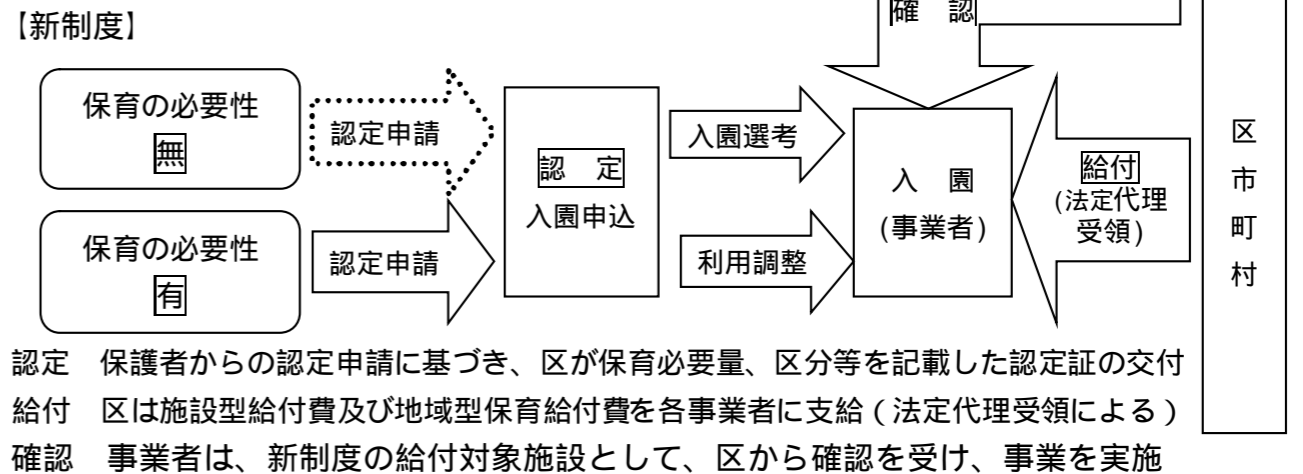 確 認
【新制度】
保育の必要性
無
認定申請
認 定
入園申込
入園選考
入 園
(事業者)
給付
(法定代理
受領)
区市町村
保育の必要性
有
認定申請
利用調整
認定 保護者からの認定申請に基づき、区が保育必要量、区分等を記載した認定証の交付
給付 区は施設型給付費及び地域型保育給付費を各事業者に支給（法定代理受領による）
確認 事業者は、新制度の給付対象施設として、区から確認を受け、事業を実施